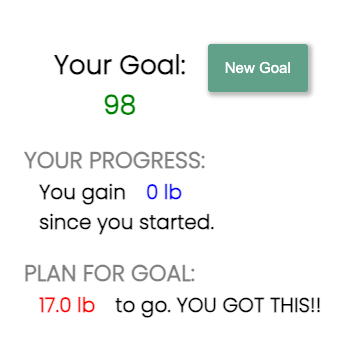 Your Goal: New Goal
98
YOUR PROGRESS:
You gain 0 lb
since you started.
PLAN FOR GOAL:
17.0 lb to go. YOU GOT THIS!!